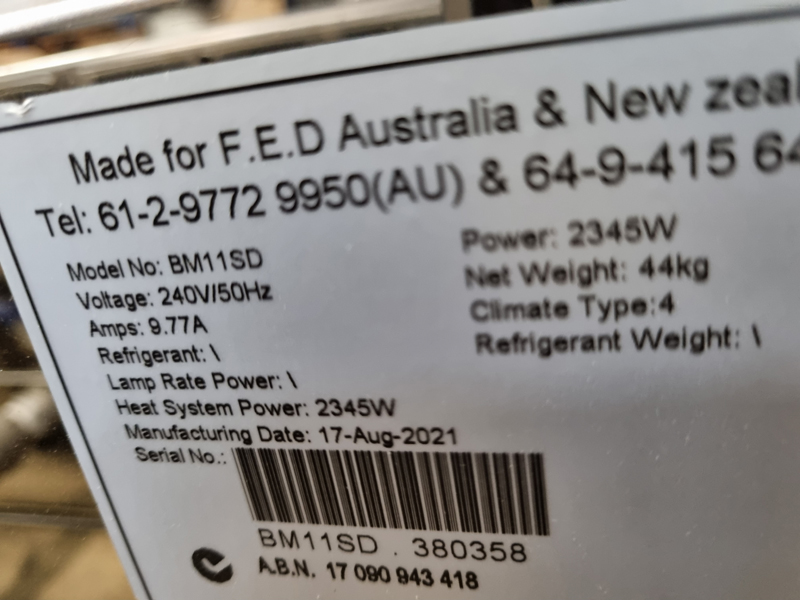 Made for F.E.D Australia & New zeal
Tel: 61-2-9772 9950(AU) & 64-9-415 64
Model No: BM11SD
Voltage: 240V/50Hz
Amps: 9.77A
Refrigerant: \
Lamp Rate Power: \
Heat System Power: 2345W
Manufacturing Date: 17-Aug-2021
Serial No.:
Power: 2345W
Net Weight: 44kg
Climate Type:4
Refrigerant Weight: \
BM11SD . 380358
A.B.N. 17 090 943 418